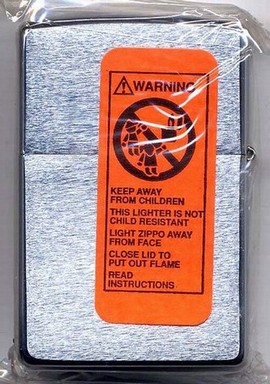 WARNING
KEEP AWAY
FROM CHILDREN
THIS LIGHTER IS NOT
CHILD RESISTANT
LIGHT ZIPPO AWAY
FROM FACE
CLOSE LID TO
PUT OUT FLAME
READ
INSTRUCTIONS